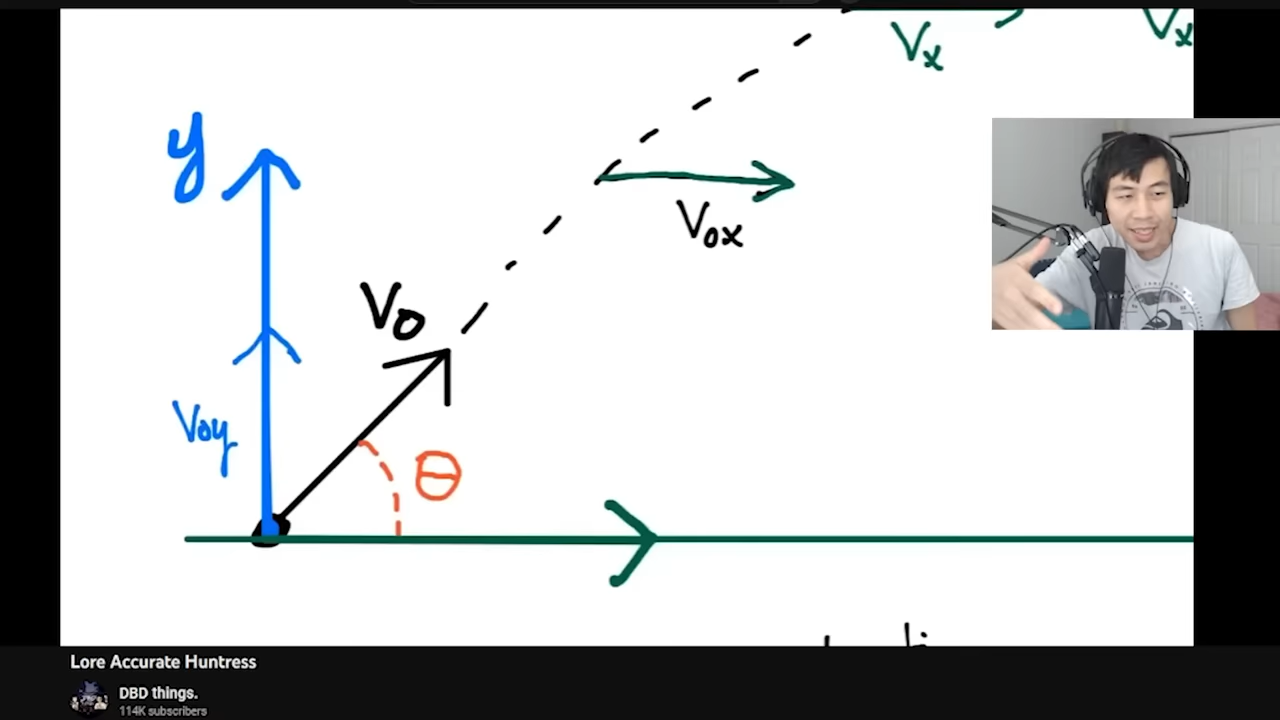 Vx
Vx
y
Vox
Vo
Voy
θ
Lore Accurate Huntress
DBD things.
114K subscribers